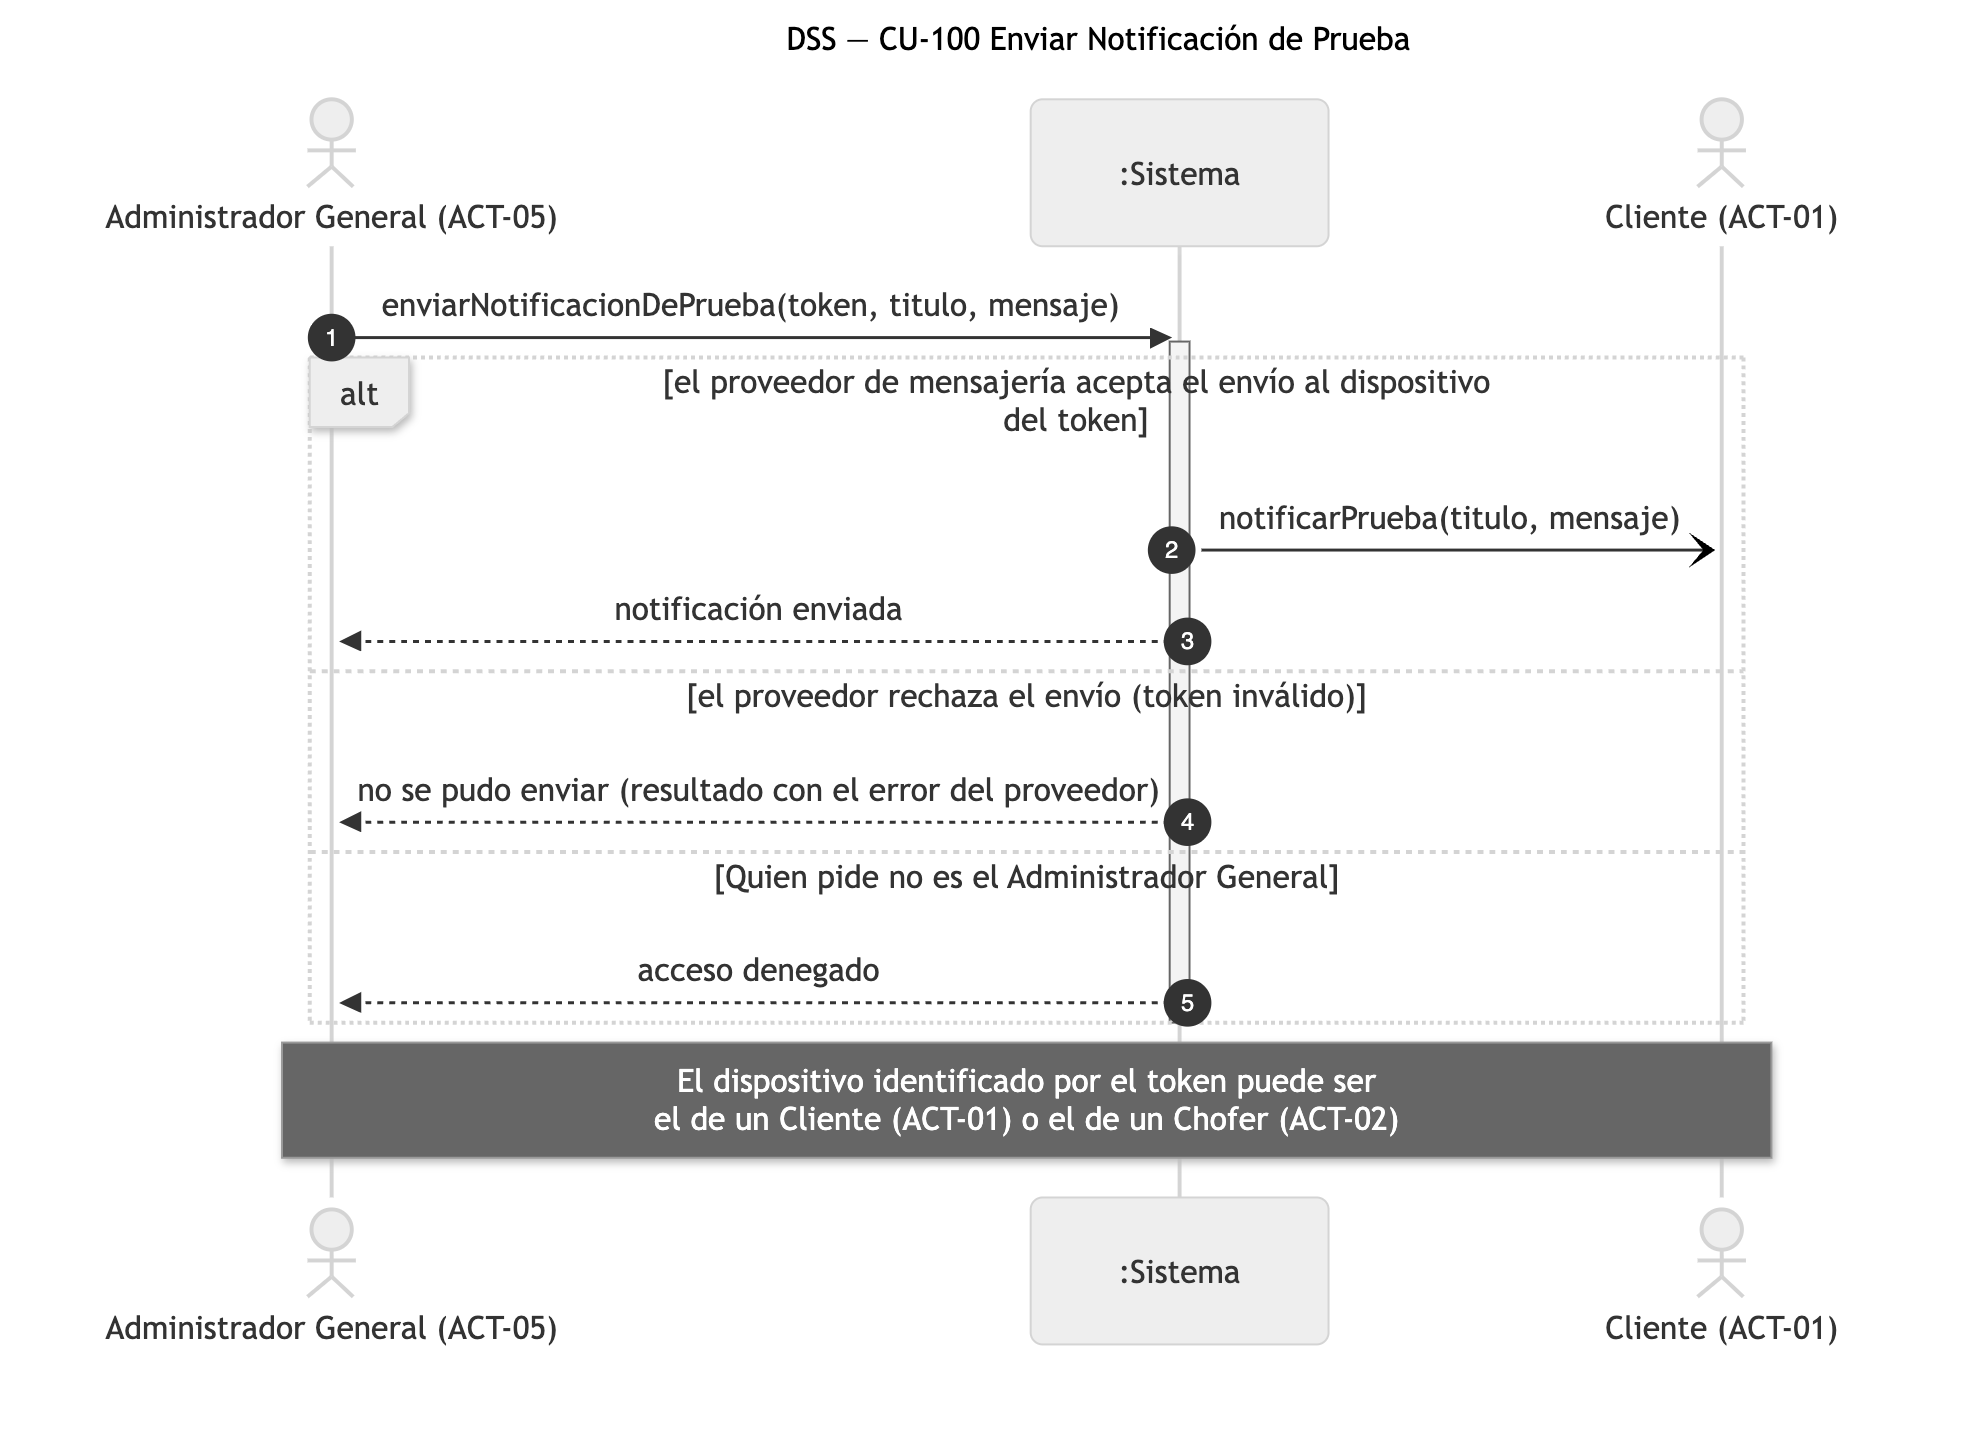 DSS — CU-100 Enviar Notificación de Prueba
Administrador General (ACT-05)
:Sistema
Cliente (ACT-01)
enviarNotificacionDePrueba(token, titulo, mensaje)
1
alt
[el proveedor de mensajería acepta el envío al dispositivo
del token]
notificarPrueba(titulo, mensaje)
2
notificación enviada
3
[el proveedor rechaza el envío (token inválido)]
no se pudo enviar (resultado con el error del proveedor)
4
[Quien pide no es el Administrador General]
acceso denegado
5
El dispositivo identificado por el token puede ser
el de un Cliente (ACT-01) o el de un Chofer (ACT-02)
Administrador General (ACT-05)
:Sistema
Cliente (ACT-01)